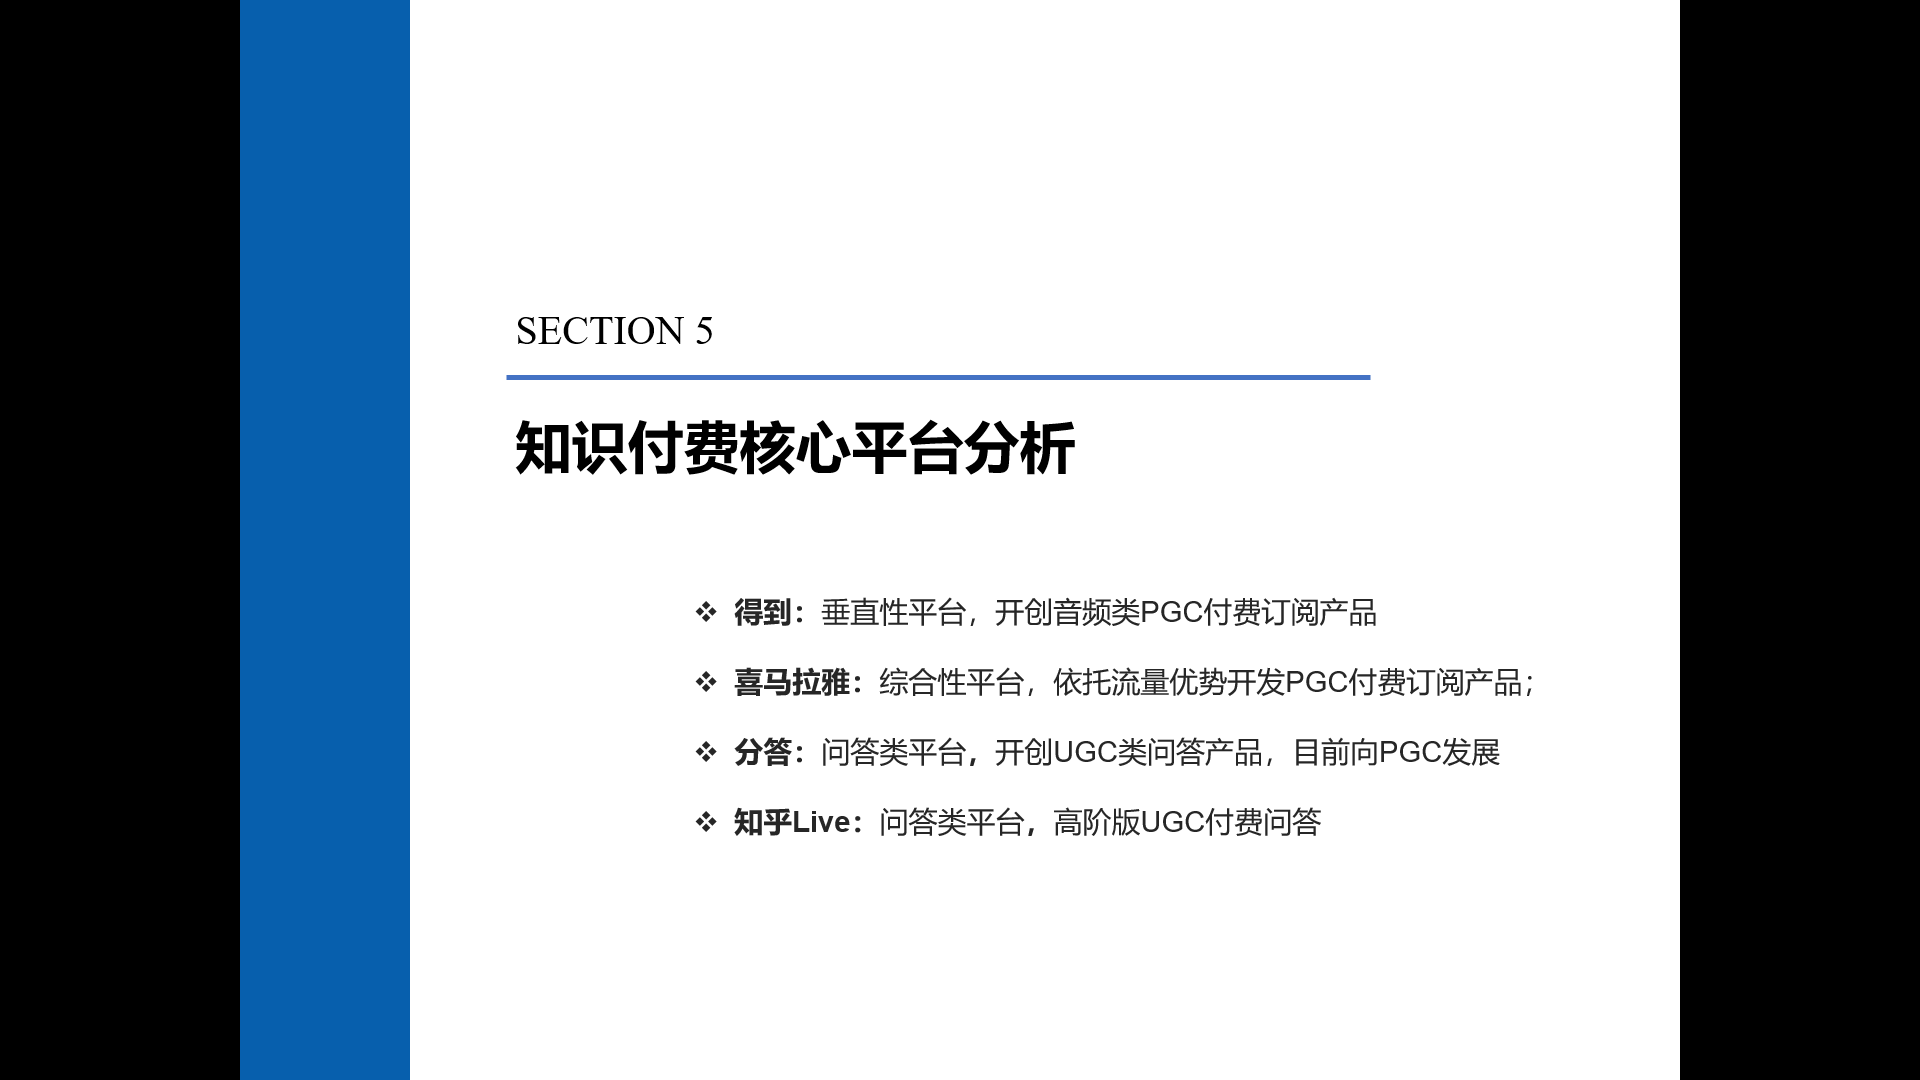 SECTION 5
知识付费核心平台分析
❖ 得到：垂直性平台，开创音频类PGC付费订阅产品
❖ 喜马拉雅：综合性平台，依托流量优势开发PGC付费订阅产品；
❖ 分答：问答类平台，开创UGC类问答产品，目前向PGC发展
❖ 知乎Live：问答类平台，高阶版UGC付费问答